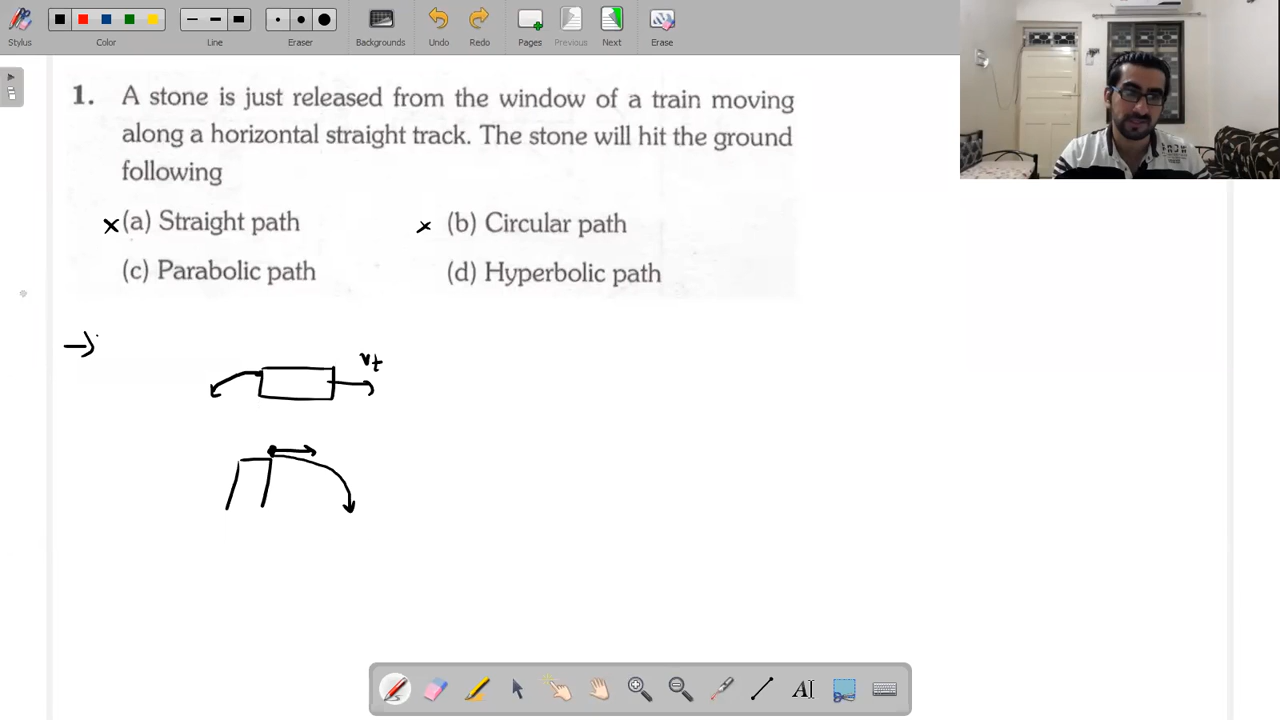 Stylus
Color
Line
Eraser
Backgrounds
Undo
Redo
Pages
Previous
Next
Erase
1. A stone is just released from the window of a train moving
along a horizontal straight track. The stone will hit the ground
following
x (a) Straight path
x (b) Circular path
(c) Parabolic path
(d) Hyperbolic path
vt
AI